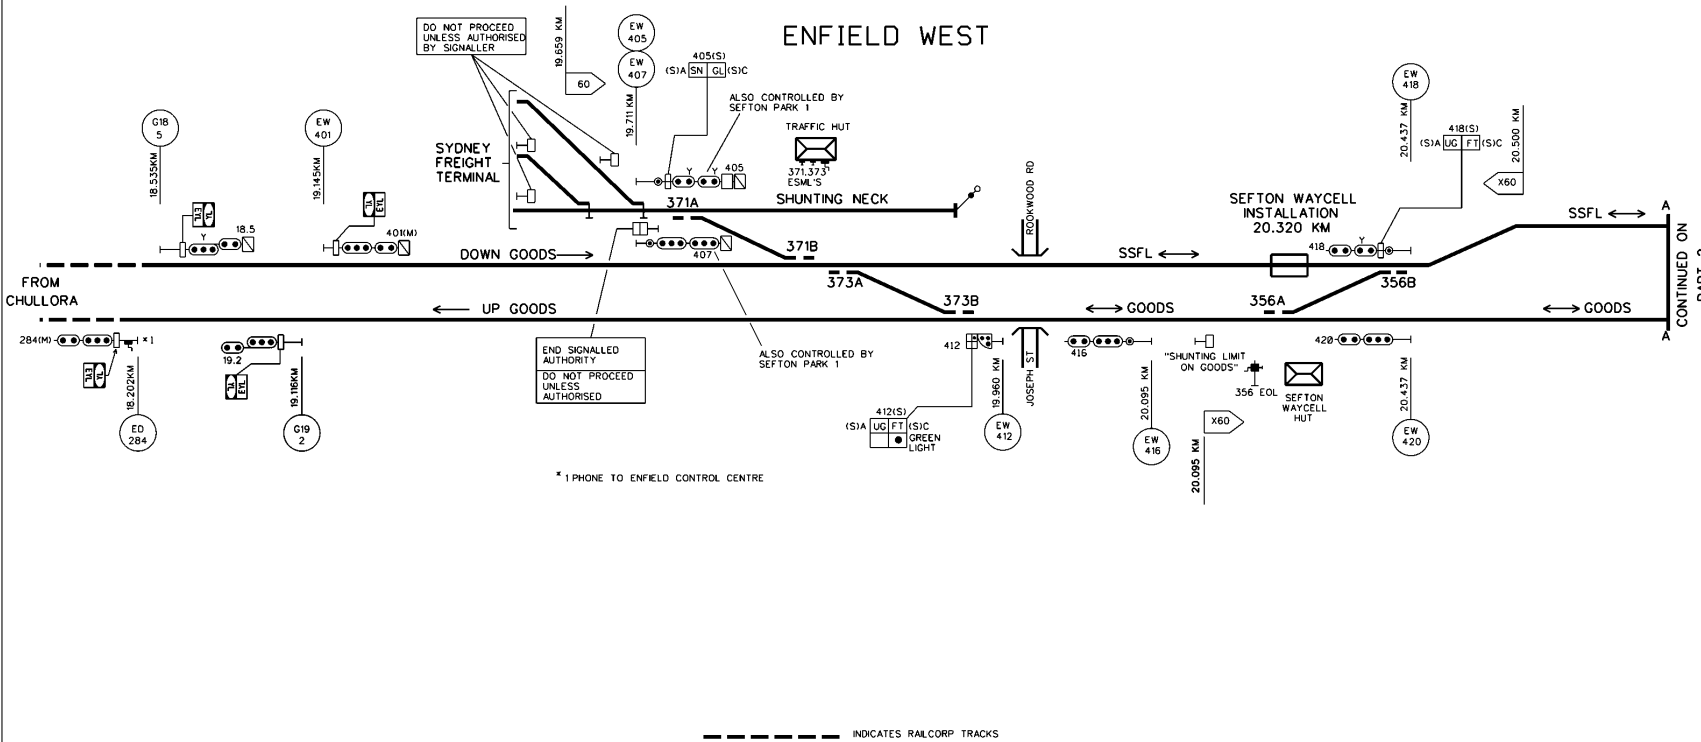 ENFIELD WEST
DO NOT PROCEED
UNLESS AUTHORISED
BY SIGNALLER
19.659 KM
60
EW
405
EW
407
19.711 KM
405(S)
(S)A SN GL (S)C
ALSO CONTROLLED BY
SEFTON PARK 1
TRAFFIC HUT
371,373
ESML'S
EW
418
20.437 KM
418(S)
(S)A UG FT (S)C
20.500 KM
X60
G18
5
18.535KM
EW
401
19.145KM
SYDNEY
FREIGHT
TERMINAL
EYL
YL
Y
18.5
EYL
YL
401(M)
Y Y 405
371A
SHUNTING NECK
ROOKWOOD RD
SEFTON WAYCELL
INSTALLATION
20.320 KM
SSFL
A
407
371B
DOWN GOODS
SSFL
418
Y
373A
356B
FROM
CHULLORA
UP GOODS
373B
GOODS
356A
GOODS
CONTINUED ON
A
284(M)
* 1
YL
EYL
18.202KM
ED
284
19.2
YL
EYL
19.116KM
G19
2
END SIGNALLED
AUTHORITY
DO NOT PROCEED
UNLESS
AUTHORISED
ALSO CONTROLLED BY
SEFTON PARK 1
412
19.960 KM
JOSEPH ST
412(S)
(S)A UG FT (S)C
GREEN
LIGHT
EW
412
416
20.095 KM
EW
416
"SHUNTING LIMIT
ON GOODS"
356 EOL
SEFTON
WAYCELL
HUT
X60
20.095 KM
420
20.437 KM
EW
420
* 1 PHONE TO ENFIELD CONTROL CENTRE
INDICATES RAILCORP TRACKS